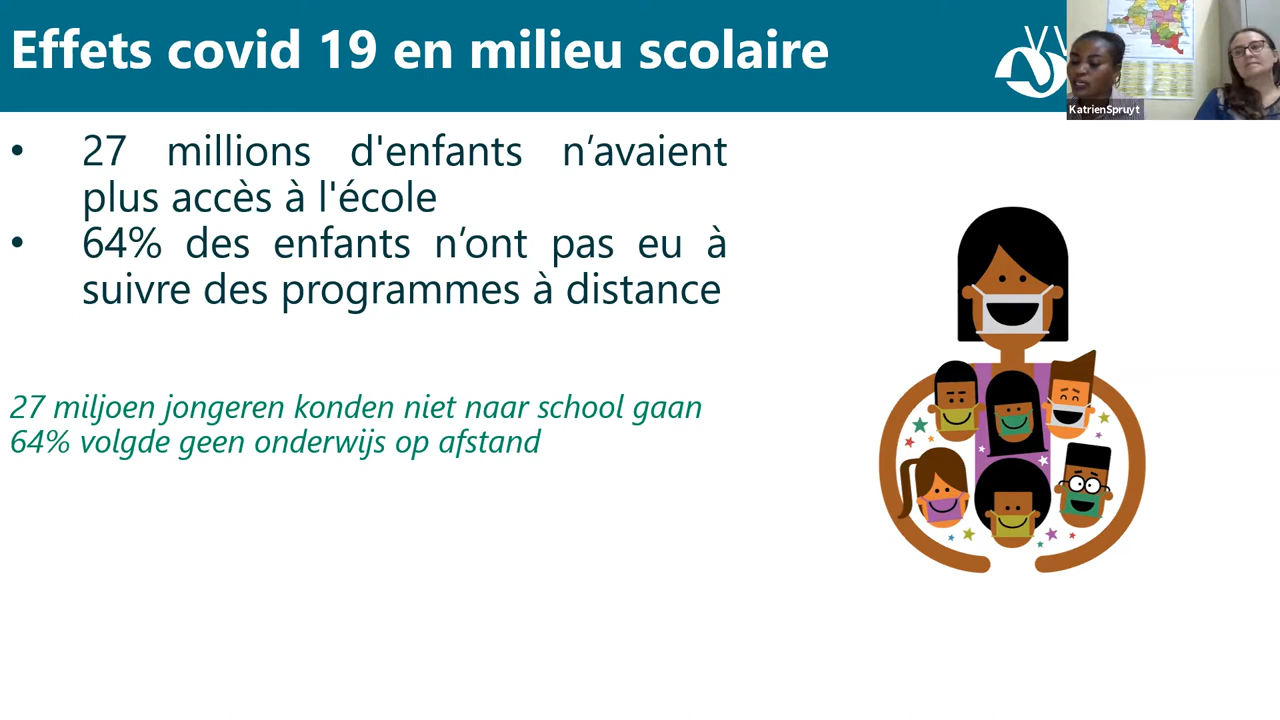 Effets covid 19 en milieu scolaire
KatrienSpruyt
• 27 millions d'enfants n’avaient
plus accès à l'école
• 64% des enfants n’ont pas eu à
suivre des programmes à distance
27 miljoen jongeren konden niet naar school gaan
64% volgde geen onderwijs op afstand